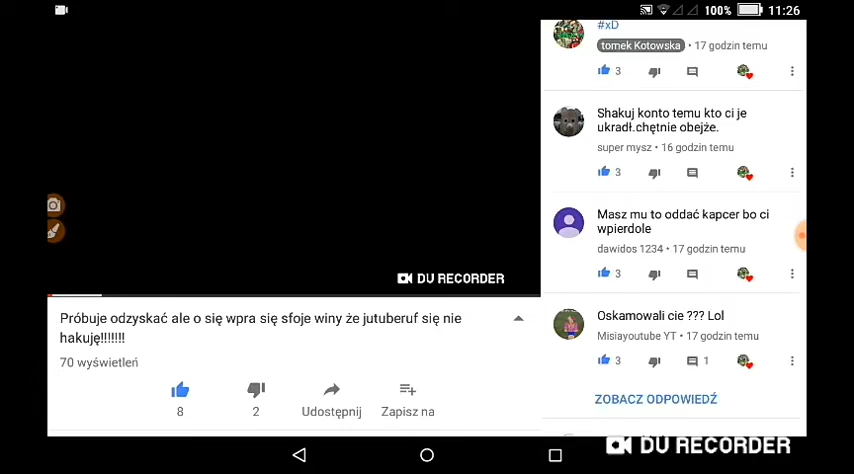 100% 11:26
DU RECORDER
Próbuje odzyskać ale o się wpra się sfoje winy że jutuberuf się nie
hakuję!!!!!!!
70 wyświetleń
8
2
Udostępnij
Zapisz na
#xD
tomek Kotowska • 17 godzin temu
3
Shakuj konto temu kto ci je
ukradł.chętnie obejże.
super mysz • 16 godzin temu
3
Masz mu to oddać kapcer bo ci
wpierdole
dawidos 1234 • 17 godzin temu
3
Oskamowali cie ??? Lol
Misiayoutube YT • 17 godzin temu
3 1
ZOBACZ ODPOWIEDŹ
DU RECORDER